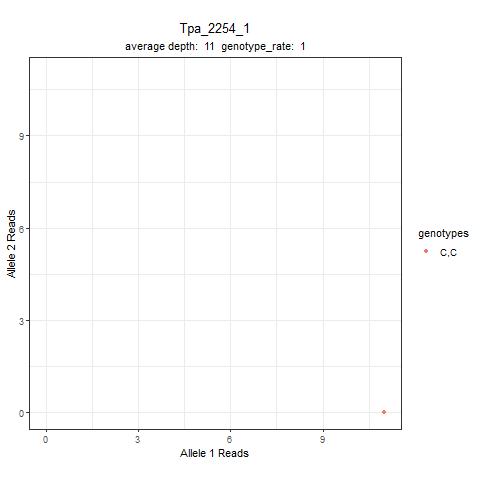 Tpa_2254_1
average depth: 11 genotype_rate: 1
9
6
3
0
Allele 2 Reads
0 3 6 9
Allele 1 Reads
genotypes
C,C